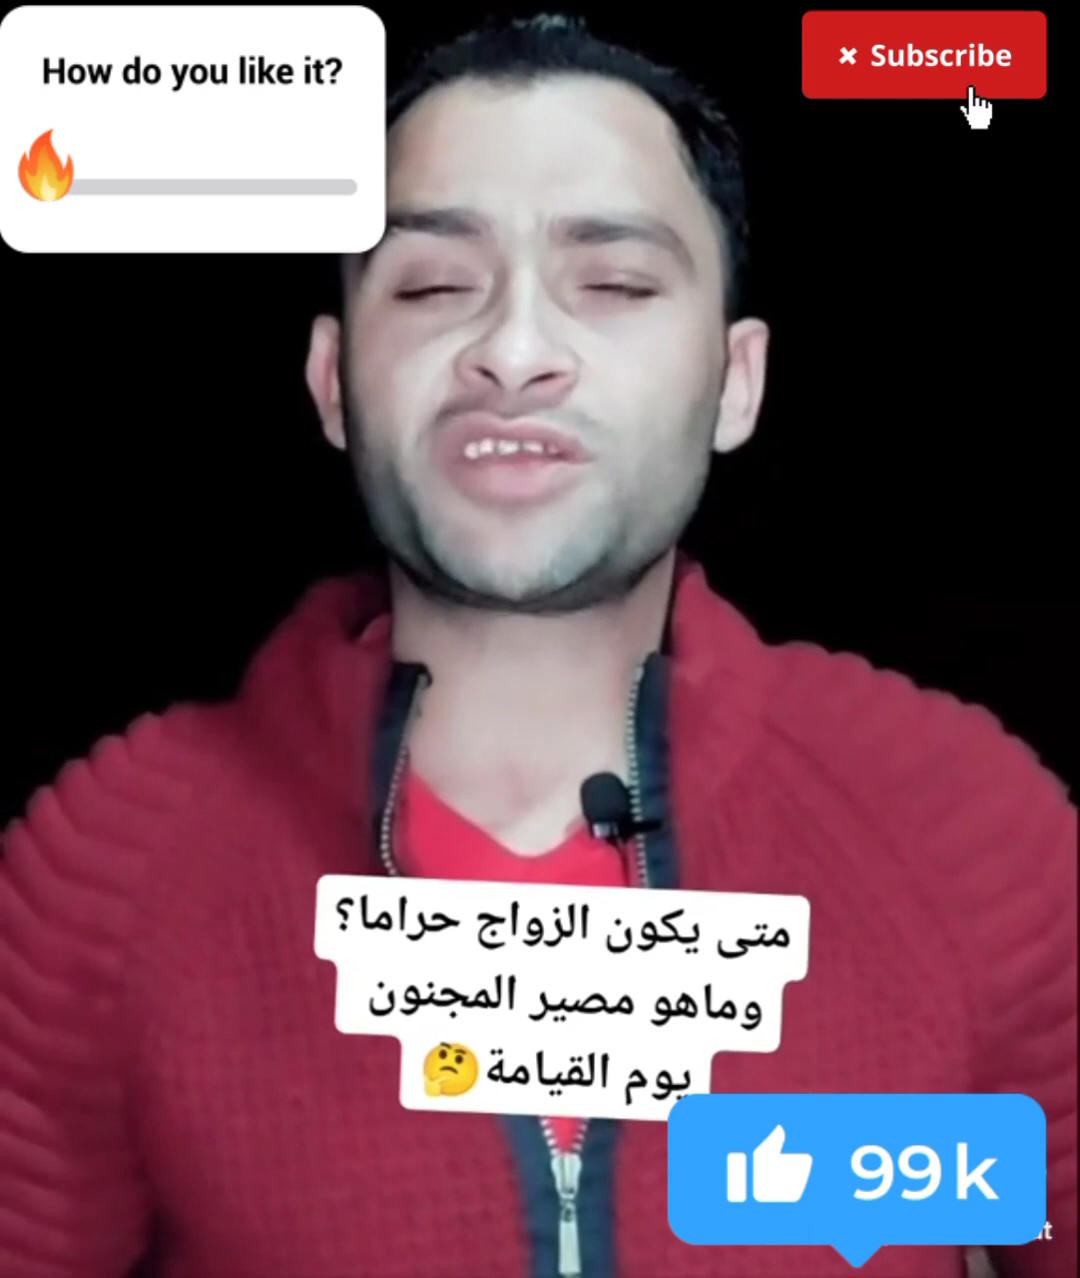 How do you like it?
× Subscribe
متى يكون الزواج حراما؟
وماهو مصير المجنون
يوم القيامة🤔
99k